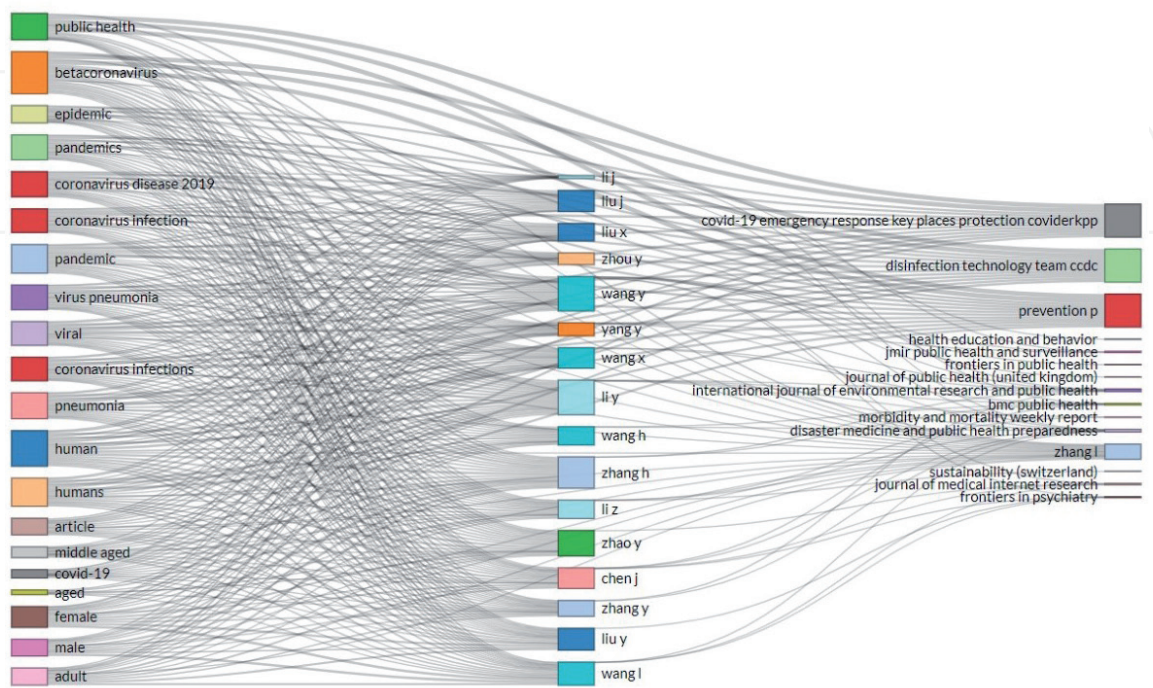 public health
betacoronavirus
epidemic
pandemics
coronavirus disease 2019
coronavirus infection
pandemic
virus pneumonia
viral
coronavirus infections
pneumonia
human
humans
article
middle aged
covid-19
aged
female
male
adult
li j
liu j
liu x
zhou y
wang y
yang y
wang x
li y
wang h
zhang h
li z
zhao y
chen j
zhang y
liu y
wang l
covid-19 emergency response key places protection coviderkpp
disinfection technology team ccdc
prevention p
health education and behavior
jmir public health and surveillance
frontiers in public health
journal of public health (united kingdom)
international journal of environmental research and public health
bmc public health
morbidity and mortality weekly report
disaster medicine and public health preparedness
zhang l
sustainability (switzerland)
journal of medical internet research
frontiers in psychiatry